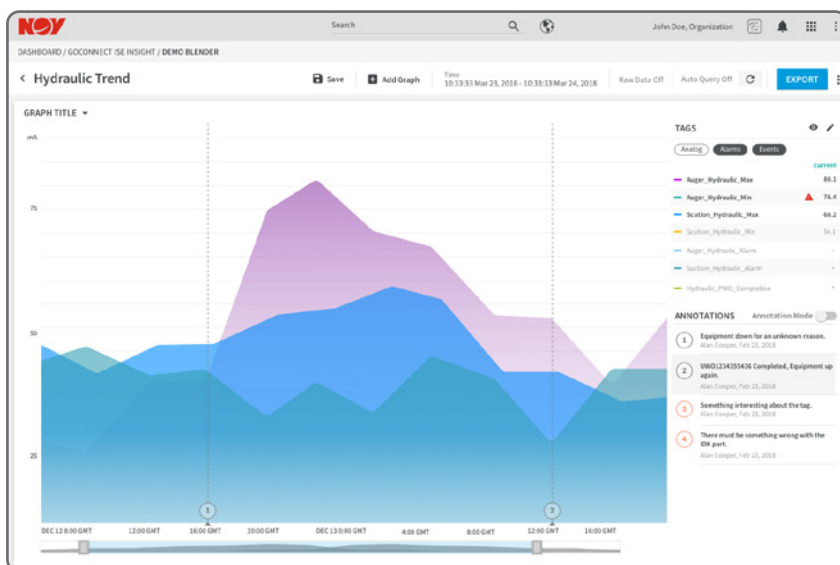 NOV
Search
John Doe, Organization
DASHBOARD / GOCONNECT ISE INSIGHT / DEMO BLENDER
Hydraulic Trend
Save
Add Graph
Time
10:33:33 Mar 23, 2018 - 10:33:33 Mar 24, 2018
Raw Data Off
Auto Query Off
EXPORT
GRAPH TITLE
mA
75
50
25
1
2
DEC 12 8:00 GMT
12:00 GMT
16:00 GMT
20:00 GMT
DEC 13 0:00 GMT
4:00 GMT
8:00 GMT
12:00 GMT
16:00 GMT
TAGS
Analog
Alarms
Events
current
Auger_Hydraulic_Max 88.1
Auger_Hydraulic_Min 76.4
Scation_Hydraulic_Max 68.2
Scation_Hydraulic_Min 54.1
Auger_Hydraulic_Alarm -
Suction_Hydraulic_Alarm -
Hydraulic_PWO_Completion -
ANNOTATIONS
Annotation Mode
1
Equipment down for an unknown reason.
Alan Cooper, Feb 23, 2018
2
UWO1234355436 Completed, Equipment up
again.
Alan Cooper, Feb 23, 2018
3
Something interesting about the tag.
Alan Cooper, Feb 23, 2018
4
There must be something wrong with the
IDK part.
Alan Cooper, Feb 23, 2018